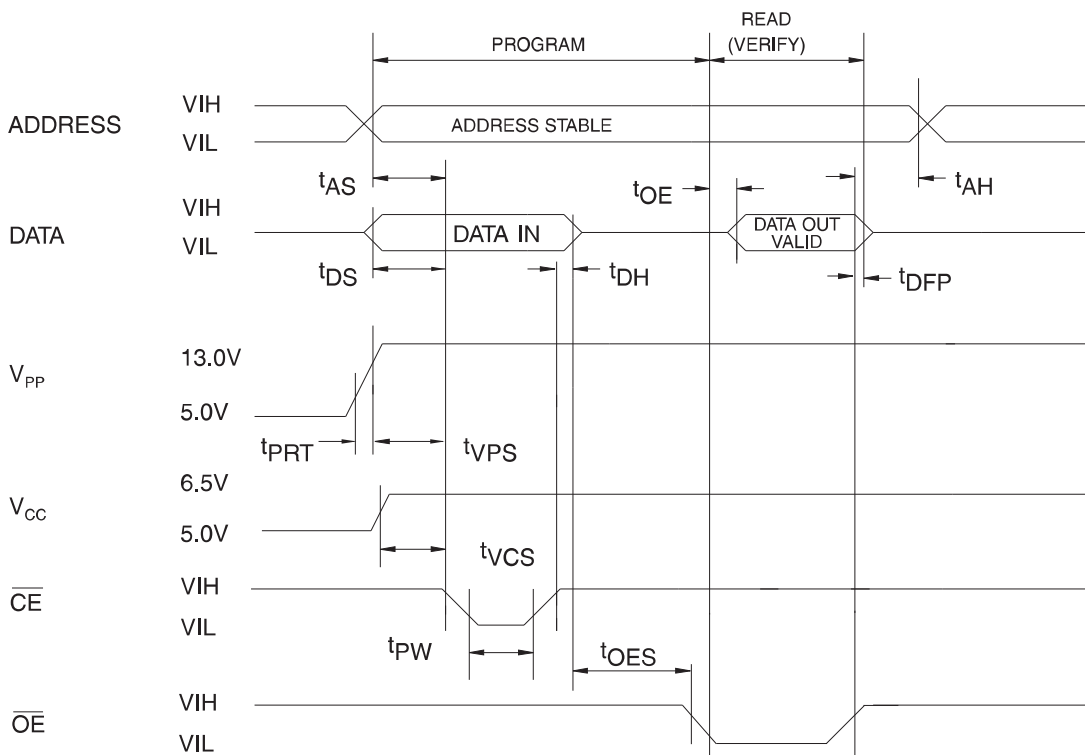 READ
PROGRAM
(VERIFY)
ADDRESS
VIH
VIL
ADDRESS STABLE
tAS
tOE
tAH
DATA
VIH
VIL
DATA IN
DATA OUT
VALID
tDS
tDH
tDFP
VPP
13.0V
5.0V
tPRT
tVPS
VCC
6.5V
5.0V
tVCS
CE
VIH
VIL
tPW
tOES
OE
VIH
VIL